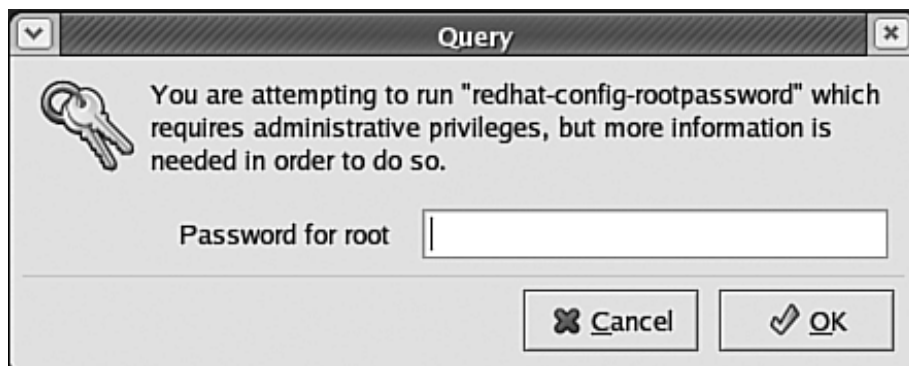 Query
You are attempting to run "redhat-config-rootpassword" which
requires administrative privileges, but more information is
needed in order to do so.
Password for root
Cancel
OK